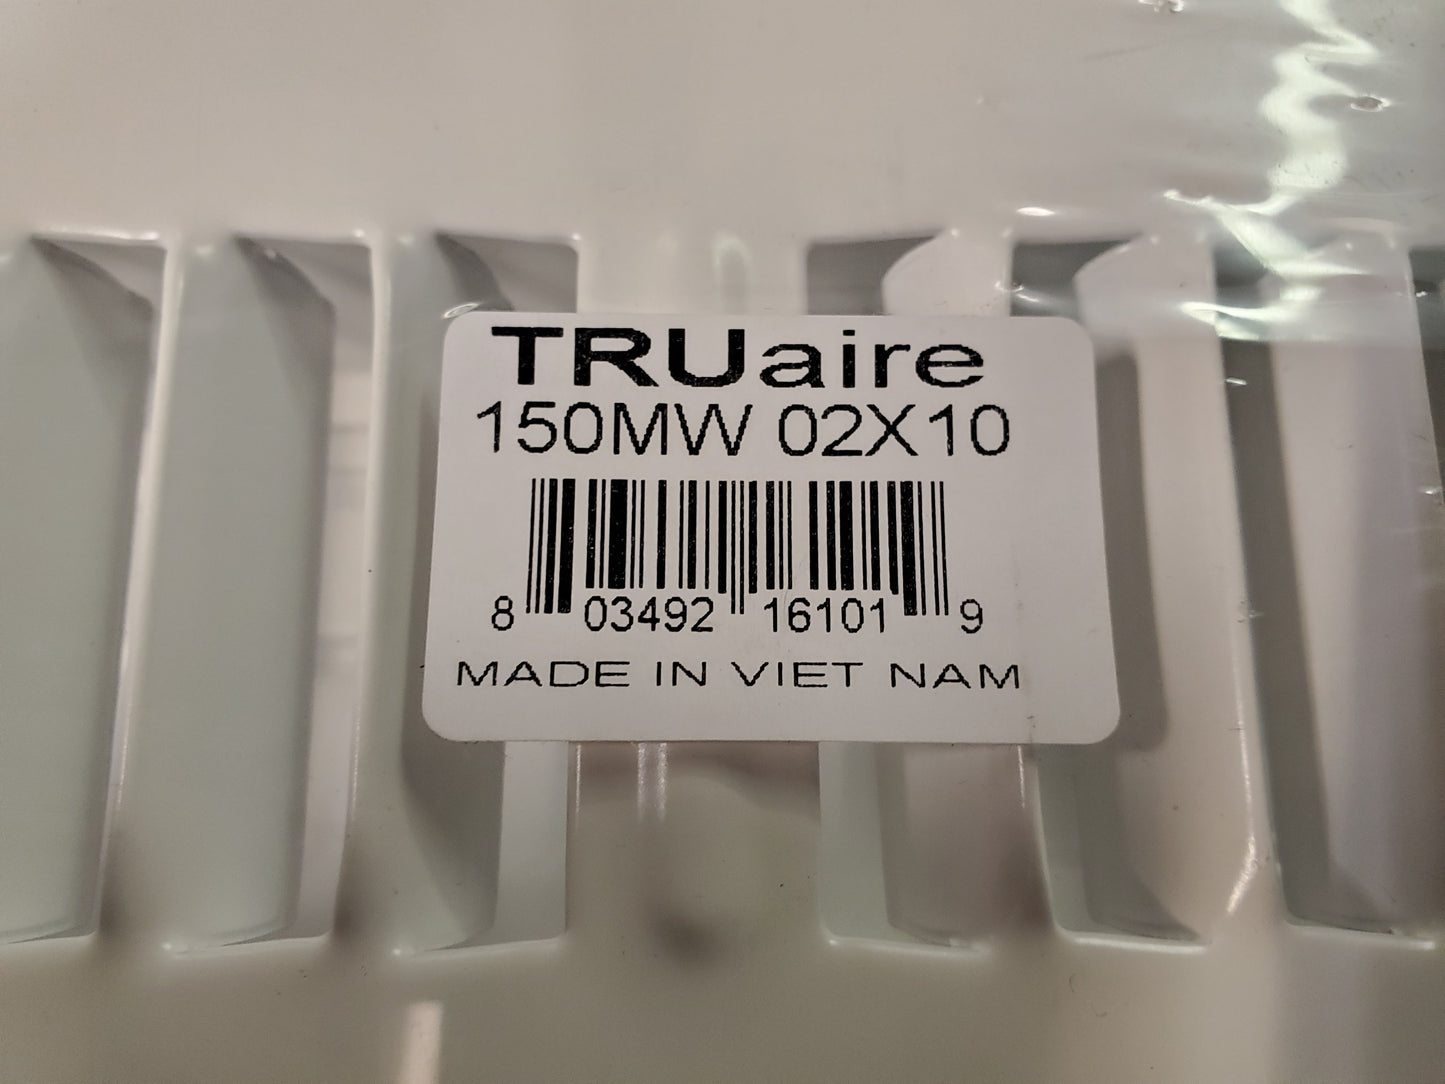 TRUaire
150MW 02X10
8 03492 16101 9
MADE IN VIET NAM